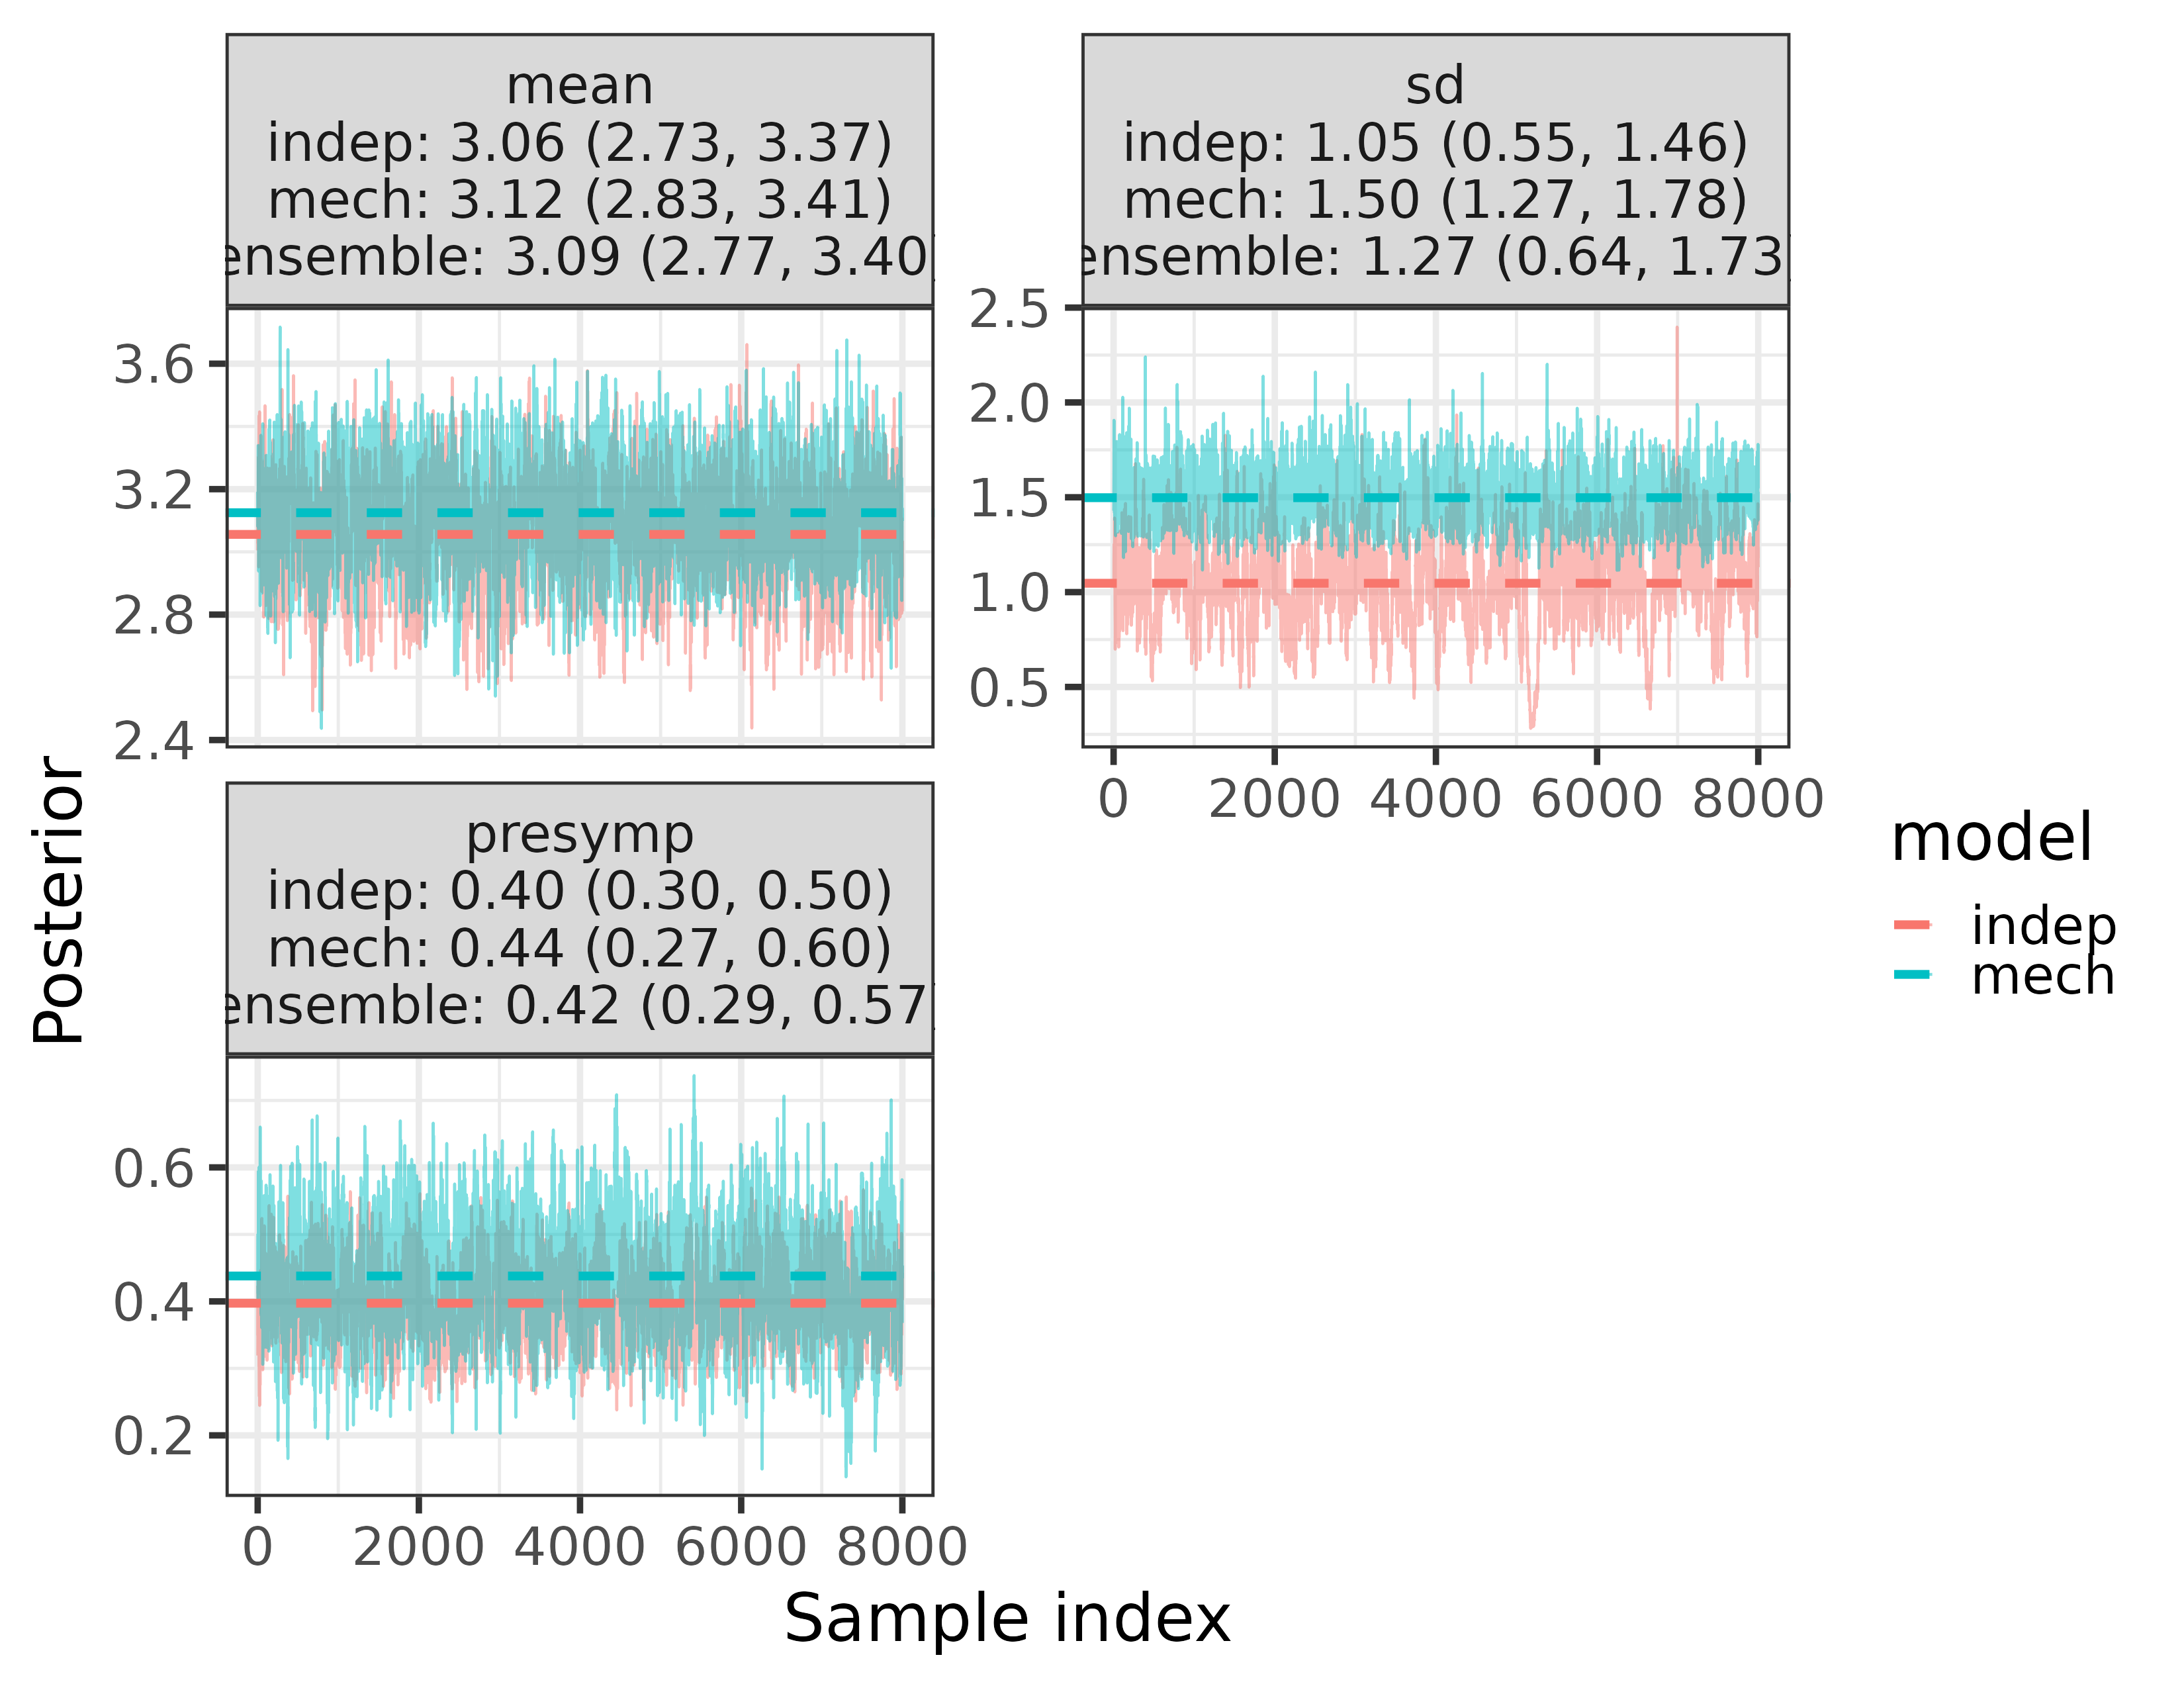 mean
indep: 3.06 (2.73, 3.37)
mech: 3.12 (2.83, 3.41)
ensemble: 3.09 (2.77, 3.40
sd
indep: 1.05 (0.55, 1.46)
mech: 1.50 (1.27, 1.78)
ensemble: 1.27 (0.64, 1.73
3.6
3.2
2.8
2.4
2.5
2.0
1.5
1.0
0.5
0 2000 4000 6000 8000
presymp
indep: 0.40 (0.30, 0.50)
mech: 0.44 (0.27, 0.60)
ensemble: 0.42 (0.29, 0.57
0.6
0.4
0.2
0 2000 4000 6000 8000
Posterior
Sample index
model
indep
mech